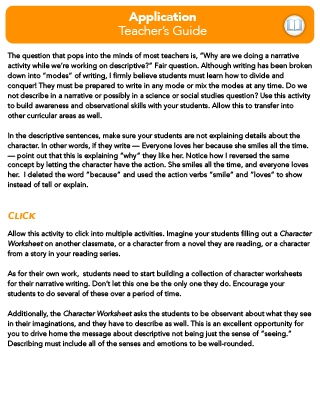 Application
Teacher's Guide
The question that pops into the minds of most teachers is, "Why are we doing a narrative
activity while we're working on descriptive?" Fair question. Although writing has been broken
down into "modes" of writing, I firmly believe students must learn how to divide and
conquer! They must be prepared to write in any mode or mix the modes at any time. Do we
not describe in a narrative or possibly in a science or social studies question? Use this activity
to build awareness and observational skills with your students. Allow this to transfer into
other curricular areas as well.
In the descriptive sentences, make sure your students are not explaining details about the
character. In other words, if they write — Everyone loves her because she smiles all the time.
— point out that this is explaining "why" they like her. Notice how I reversed the same
concept by letting the character have the action. She smiles all the time, and everyone loves
her. I deleted the word "because" and used the action verbs "smile" and "loves" to show
instead of tell or explain.
CLICK
Allow this activity to click into multiple activities. Imagine your students filling out a Character
Worksheet on another classmate, or a character from a novel they are reading, or a character
from a story in your reading series.
As for their own work, students need to start building a collection of character worksheets
for their narrative writing. Don't let this one be the only one they do. Encourage your
students to do several of these over a period of time.
Additionally, the Character Worksheet asks the students to be observant about what they see
in their imaginations, and they have to describe as well. This is an excellent opportunity for
you to drive home the message about descriptive not being just the sense of "seeing."
Describing must include all of the senses and emotions to be well-rounded.